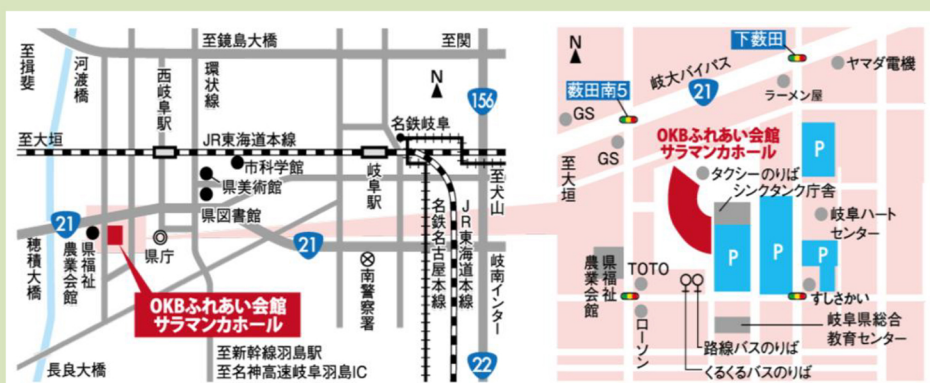 至鏡島大橋
至関
至揖斐
河渡橋
西岐阜駅
環状線
N
156
名鉄岐阜
至大垣
JR東海道本線
市科学館
県美術館
県図書館
岐阜駅
至犬山
21
穂積大橋
県福祉
農業会館
県庁
21
南警察署
名鉄名古屋本線
JR東海道本線
岐南インター
OKBふれあい会館
サラマンカホール
至新幹線羽島駅
至名神高速岐阜羽島IC
長良大橋
22
N
下薮田
岐大バイパス
21
ヤマダ電機
ラーメン屋
薮田南5
GS
GS
至大垣
OKBふれあい会館
サラマンカホール
タクシーのりば
シンクタンク庁舎
P
P
P
P
岐阜ハート
センター
県福祉
農業会館
TOTO
ローソン
すしさかい
岐阜県総合
教育センター
路線バスのりば
くるくるバスのりば